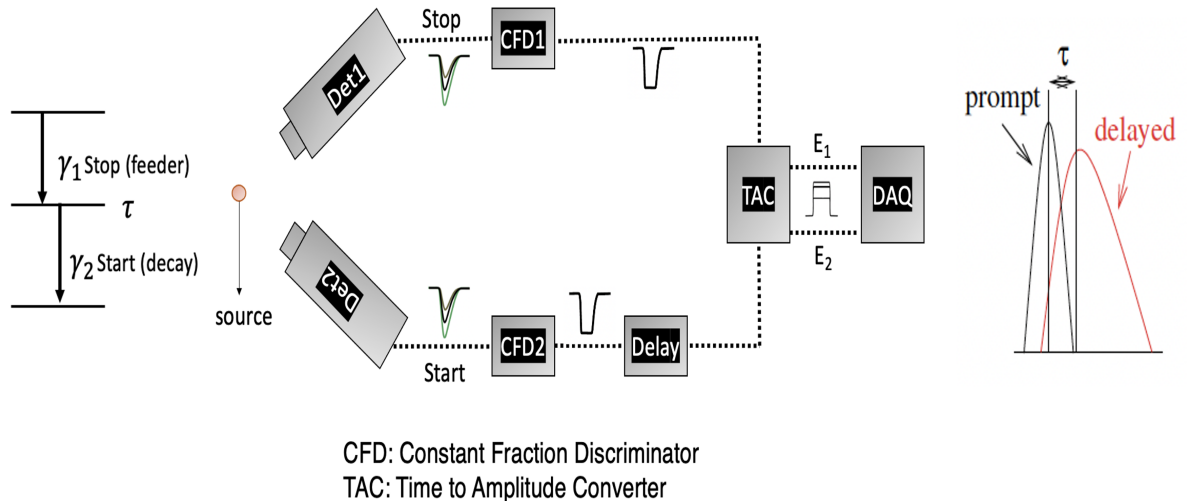 γ₁ Stop (feeder)
τ
γ₂ Start (decay)
source
Det1
Stop
CFD1
Det2
Start
CFD2
Delay
TAC
E₁
E₂
DAQ
τ
prompt
delayed
CFD: Constant Fraction Discriminator
TAC: Time to Amplitude Converter